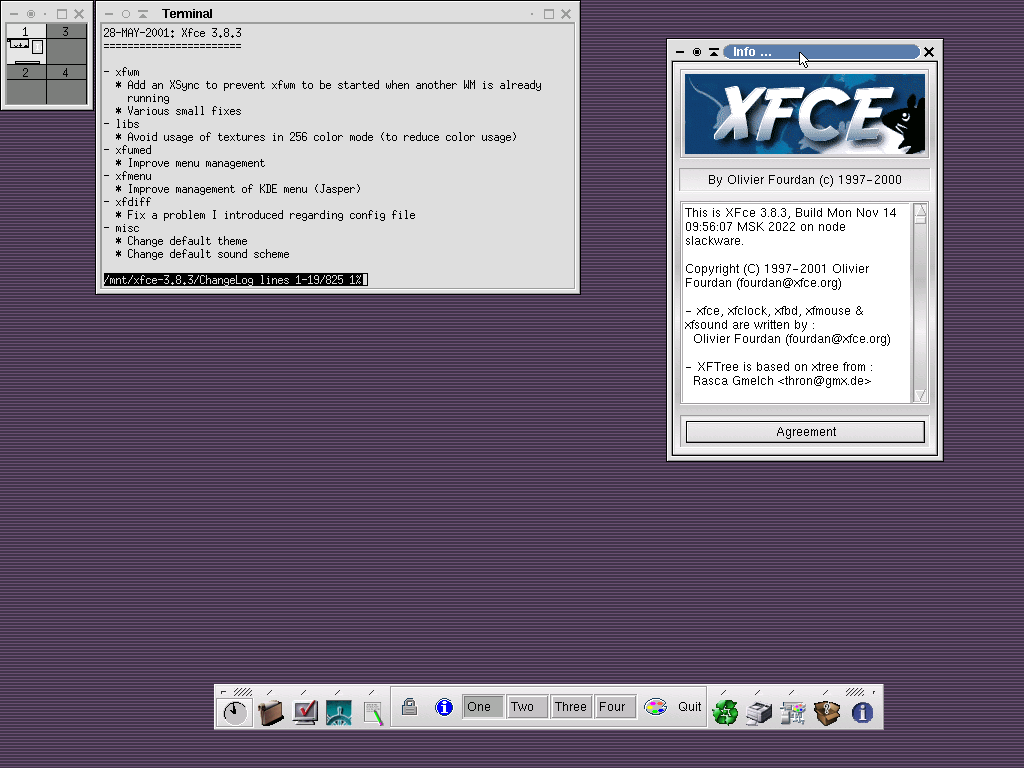 1 3
2 4
Terminal
28-MAY-2001: Xfce 3.8.3
=======================
- xfwm
* Add an XSync to prevent xfwm to be started when another WM is already
running
* Various small fixes
- libs
* Avoid usage of textures in 256 color mode (to reduce color usage)
- xfumed
* Improve menu management
- xfmenu
* Improve management of KDE menu (Jasper)
- xfdiff
* Fix a problem I introduced regarding config file
- misc
* Change default theme
* Change default sound scheme
/mnt/xfce-3.8.3/ChangeLog lines 1-19/825 1%
Info ...
XFCE
By Olivier Fourdan (c) 1997-2000
This is XFce 3.8.3, Build Mon Nov 14
09:56:07 MSK 2022 on node
slackware.
Copyright (C) 1997-2001 Olivier
Fourdan (fourdan@xfce.org)
- xfce, xfclock, xfbd, xfmouse &
xfsound are written by :
Olivier Fourdan (fourdan@xfce.org)
- XFTree is based on xtree from :
Rasca Gmelch <thron@gmx.de>
Agreement
One Two Three Four Quit